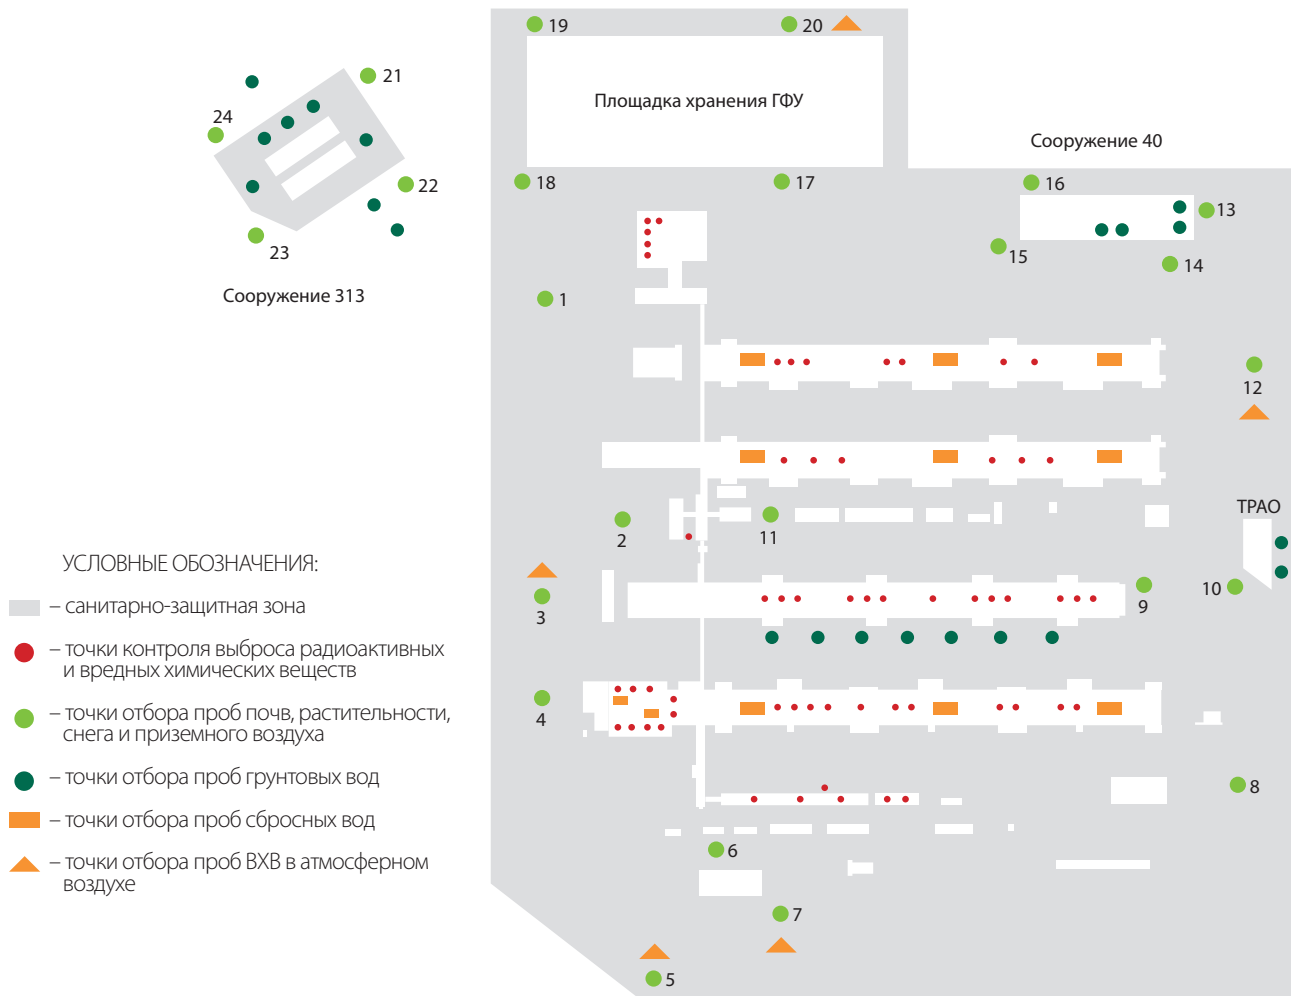 19
20
21
Площадка хранения ГФУ
24
Сооружение 40
18
17
16
22
13
23
15
14
Сооружение 313
1
12
ТРАО
2
11
УСЛОВНЫЕ ОБОЗНАЧЕНИЯ:
– санитарно-защитная зона
3
9
10
– точки контроля выброса радиоактивных
и вредных химических веществ
– точки отбора проб почв, растительности,
снега и приземного воздуха
4
– точки отбора проб грунтовых вод
8
– точки отбора проб сбросных вод
– точки отбора проб ВХВ в атмосферном
воздухе
6
7
5